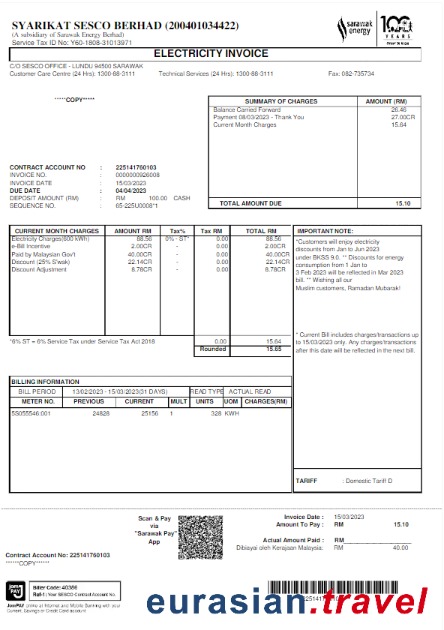 SYARIKAT SESCO BERHAD (200401034422)
(A subsidiary of Sarawak Energy Berhad)
Service Tax ID No: Y60-1808-31013971
sarawak energy
100 YEARS
ELECTRICITY INVOICE
C/O SESCO OFFICE - LUNDU 94500 SARAWAK
Customer Care Centre (24 Hrs): 1300-88-3111 Technical Services (24 Hrs): 1300-88-3111 Fax: 082-735734
*****COPY*****
SUMMARY OF CHARGES AMOUNT (RM)
Balance Carried Forward 26.46
Payment 08/03/2023 - Thank You 27.00CR
Current Month Charges 15.64
CONTRACT ACCOUNT NO : 225141760103
INVOICE NO. : 0000000926008
INVOICE DATE : 15/03/2023
DUE DATE : 04/04/2023
DEPOSIT AMOUNT (RM) : RM 100.00 CASH
SEQUENCE NO. : 65-225U0008*1
TOTAL AMOUNT DUE 15.10
CURRENT MONTH CHARGES AMOUNT RM Tax% Tax RM TOTAL RM
Electricity Charges(600 kWh) 88.56 0% - ST* 0.00 88.56
e-Bill Incentive 2.00CR - 0.00 2.00CR
Paid by Malaysian Gov't 40.00CR - 0.00 40.00CR
Discount (25% S'wak) 22.14CR - 0.00 22.14CR
Discount Adjustment 8.78CR - 0.00 8.78CR
*6% ST = 6% Service Tax under Service Tax Act 2018 0.00 15.64
Rounded 15.65
IMPORTANT NOTE:
*Customers will enjoy electricity
discounts from Jan to Jun 2023
under BKSS 9.0. ** Discounts for energy
consumption from 1 Jan to
3 Feb 2023 will be reflected in Mar 2023
bill. ** Wishing all our
Muslim customers, Ramadan Mubarak!
* Current Bill includes charges/transactions up
to 15/03/2023 only. Any charges/transactions
after this date will be reflected in the next bill.
BILLING INFORMATION
BILL PERIOD 13/02/2023 - 15/03/2023(31 DAYS) READ TYPE ACTUAL READ
METER NO. PREVIOUS CURRENT MULT UNITS UOM CHARGES(RM)
SS055546:001 24828 25156 1 328 KWH
TARIFF : Domestic Tariff D
Scan & Pay
via
"Sarawak Pay"
App
Invoice Date : 15/03/2023
Amount To Pay : RM 15.10
Actual Amount Paid : RM
Dibiayai oleh Kerajaan Malaysia: RM 40.00
Contract Account No: 225141760103
*****COPY*****
Jom PAY
Biller Code: 40386
Ref-1 : Your SESCO Contract Account No.
JomPAY online at Internet and Mobile Banking with your
Current, Savings or Credit Card account
eurasian.travel